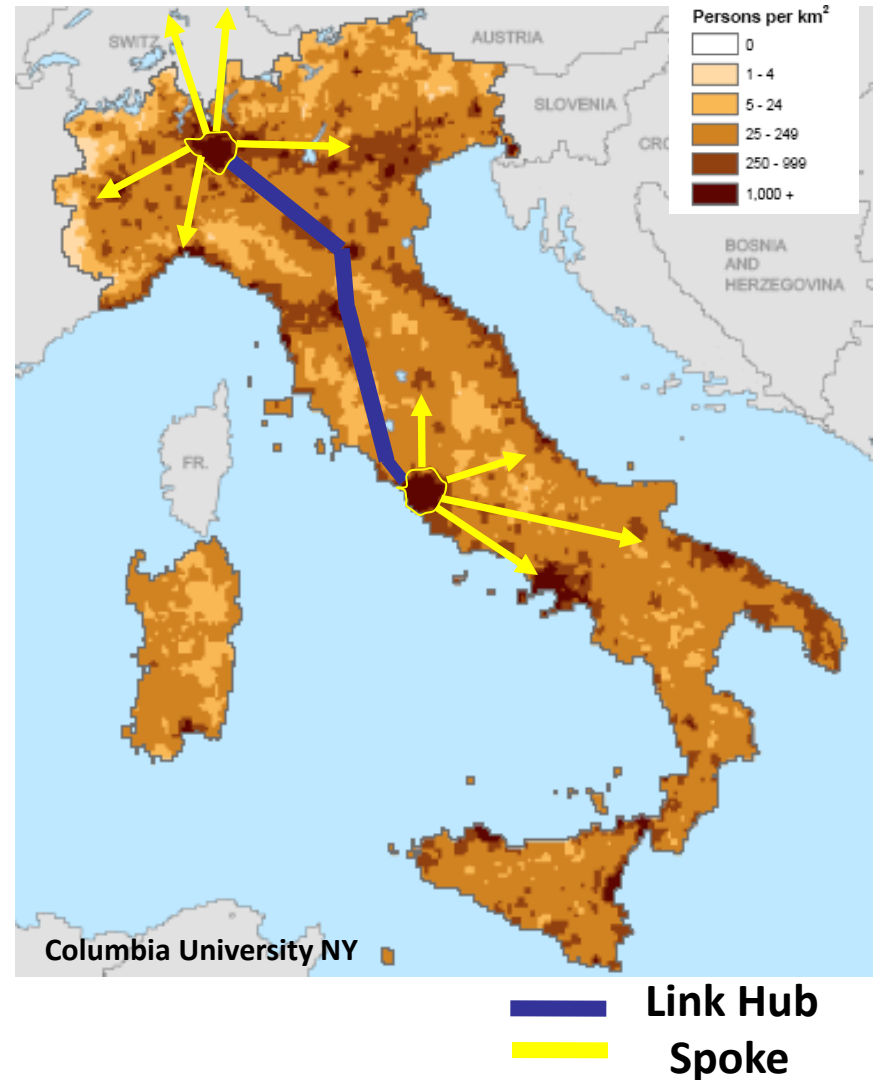 Persons per km²
0
1 - 4
5 - 24
25 - 249
250 - 999
1,000 +
SWITZ
AUSTRIA
SLOVENIA
CRO
BOSNIA
AND
HERZEGOVINA
FR.
Columbia University NY
Link Hub
Spoke